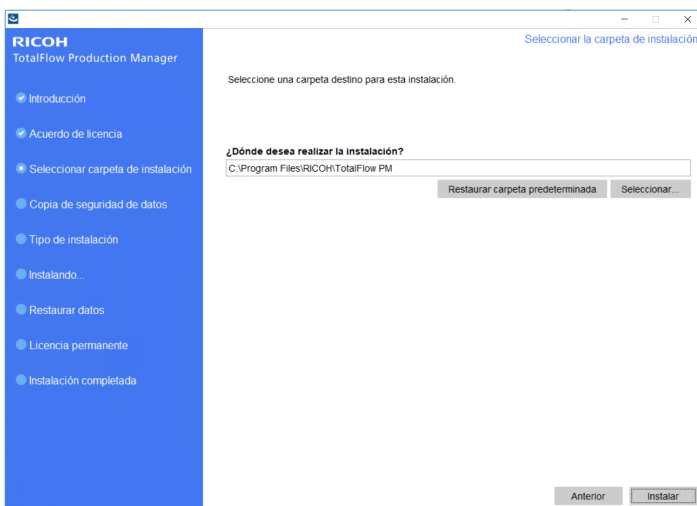 RICOH
TotalFlow Production Manager
Introducción
Acuerdo de licencia
Seleccionar carpeta de instalación
Copia de seguridad de datos
Tipo de instalación
Instalando...
Restaurar datos
Licencia permanente
Instalación completada
Seleccionar la carpeta de instalación
Seleccione una carpeta destino para esta instalación.
¿Dónde desea realizar la instalación?
C:\Program Files\RICOH\TotalFlow PM
Restaurar carpeta predeterminada Seleccionar...
Anterior Instalar